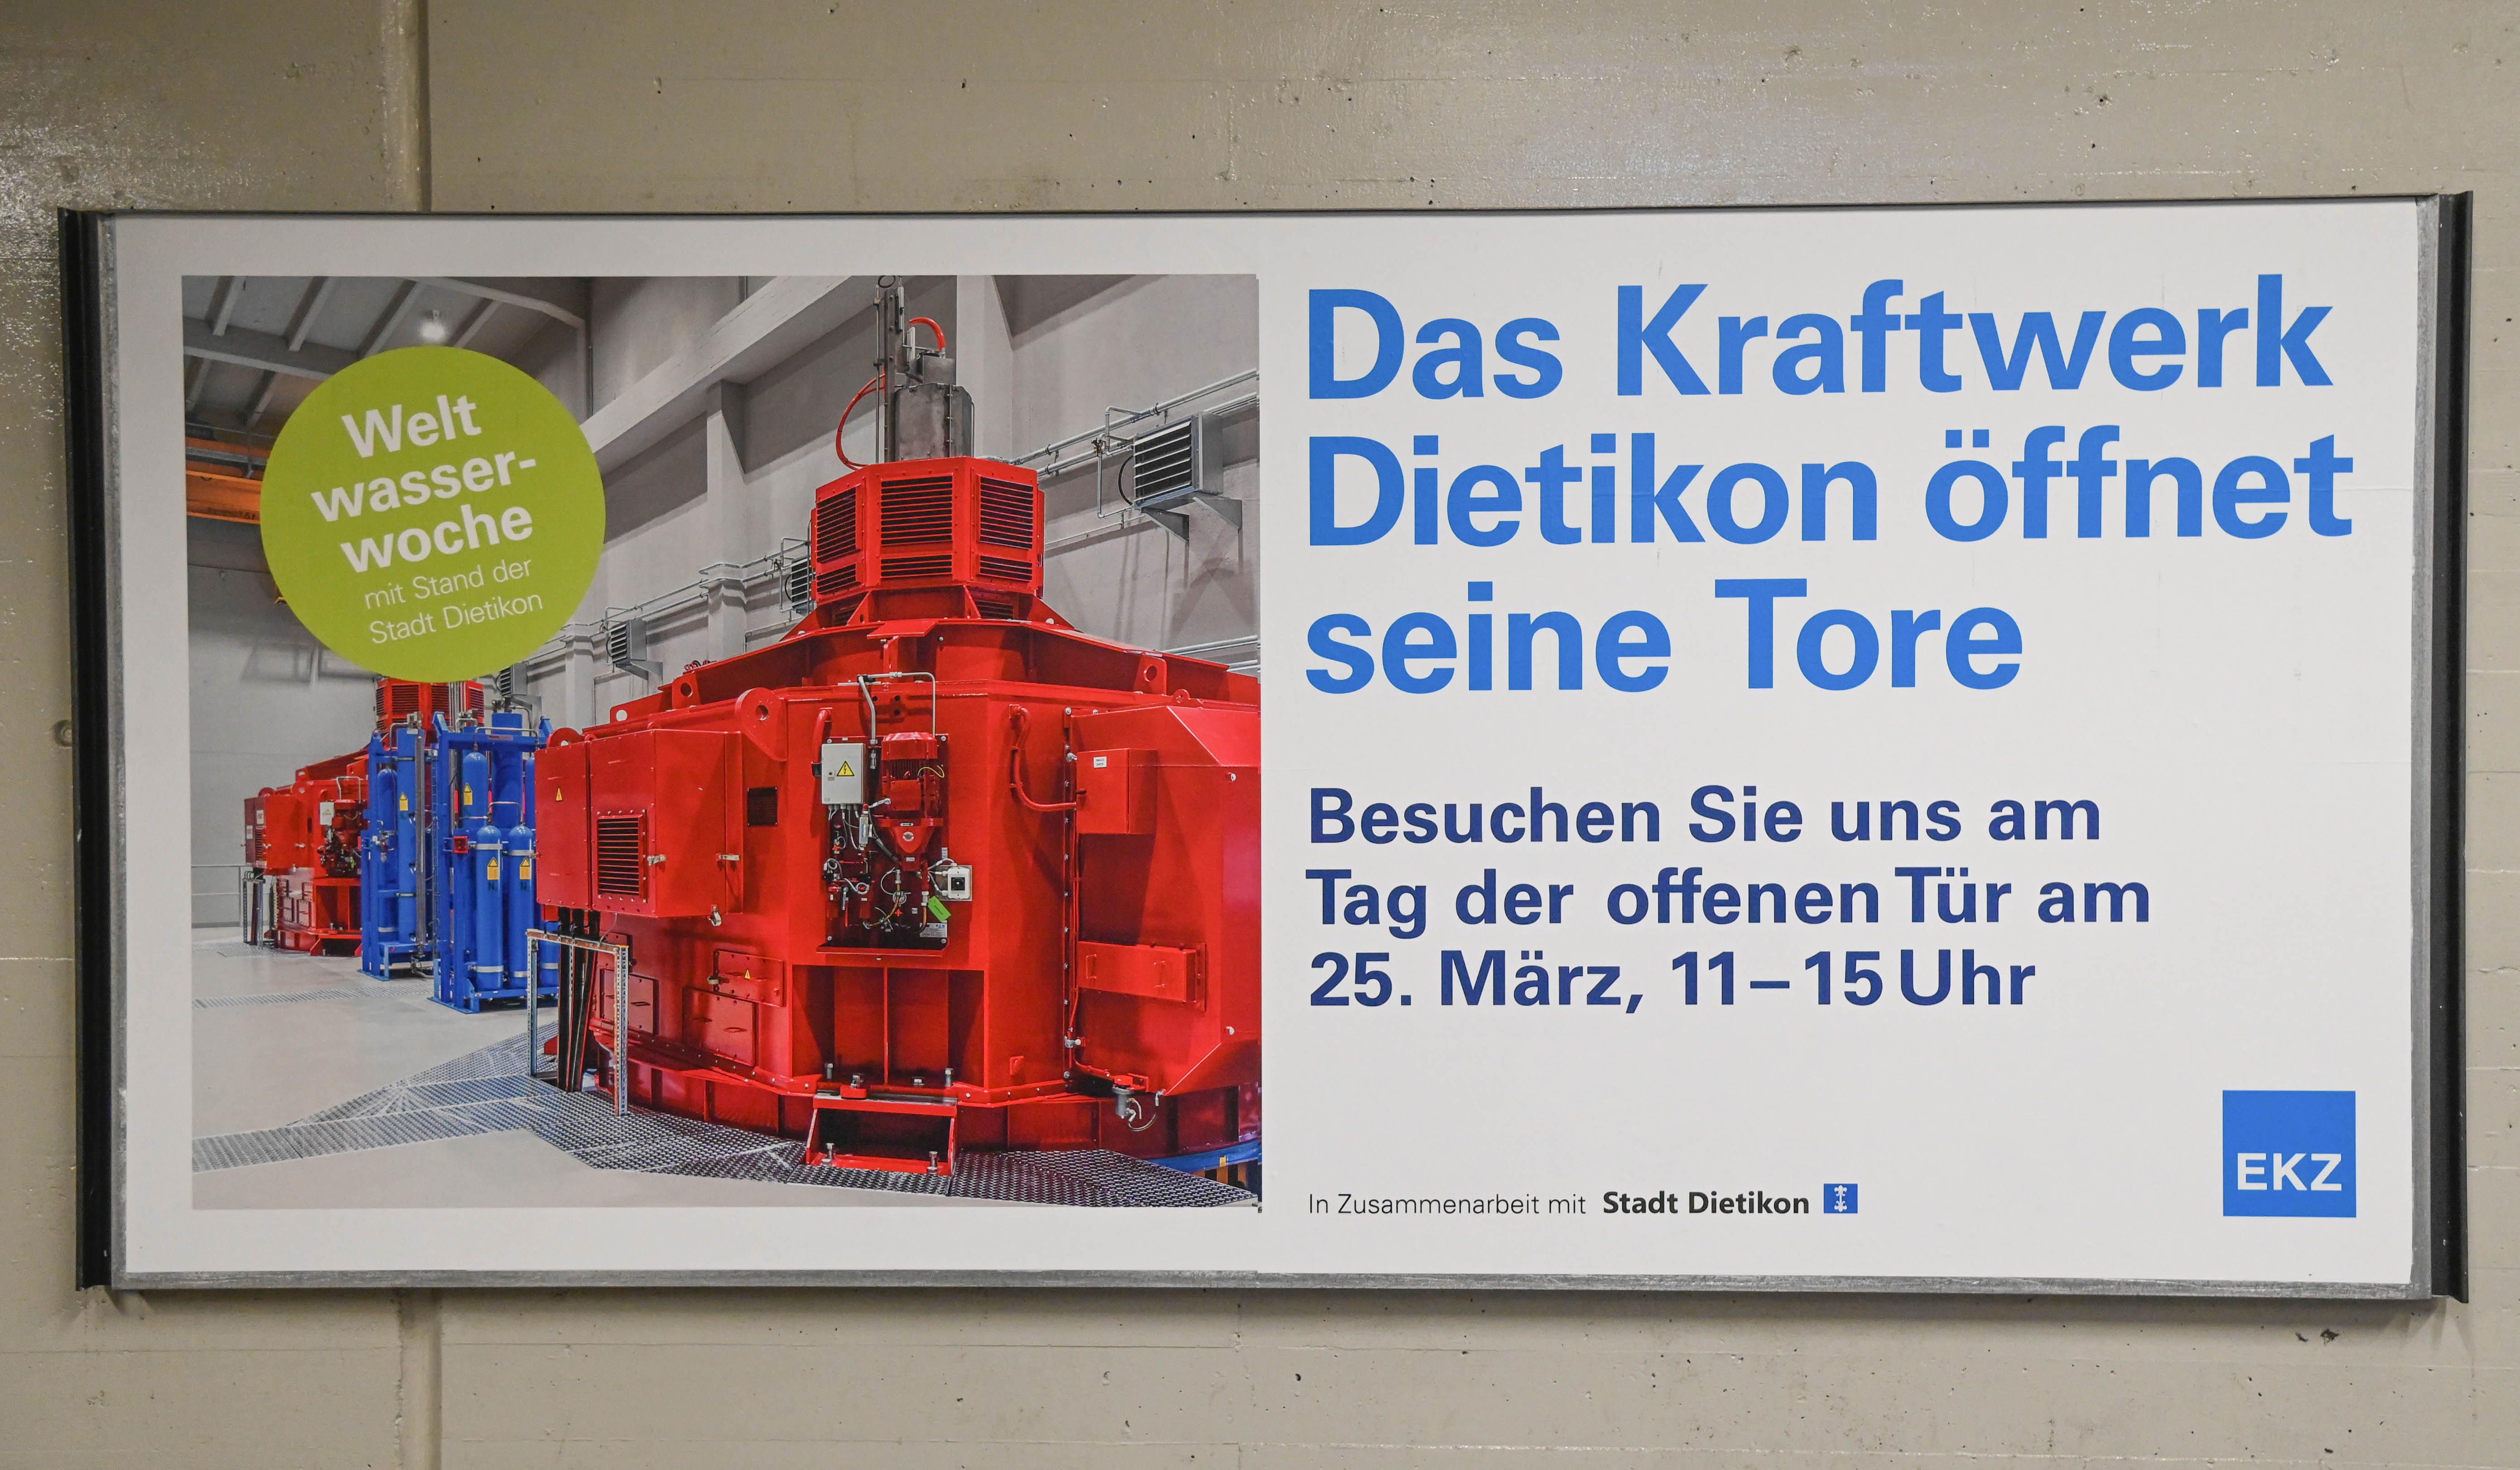 Welt
wasser-
woche
mit Stand der
Stadt Dietikon
Das Kraftwerk
Dietikon öffnet
seine Tore
Besuchen Sie uns am
Tag der offenen Tür am
25. März, 11–15 Uhr
In Zusammenarbeit mit Stadt Dietikon
EKZ